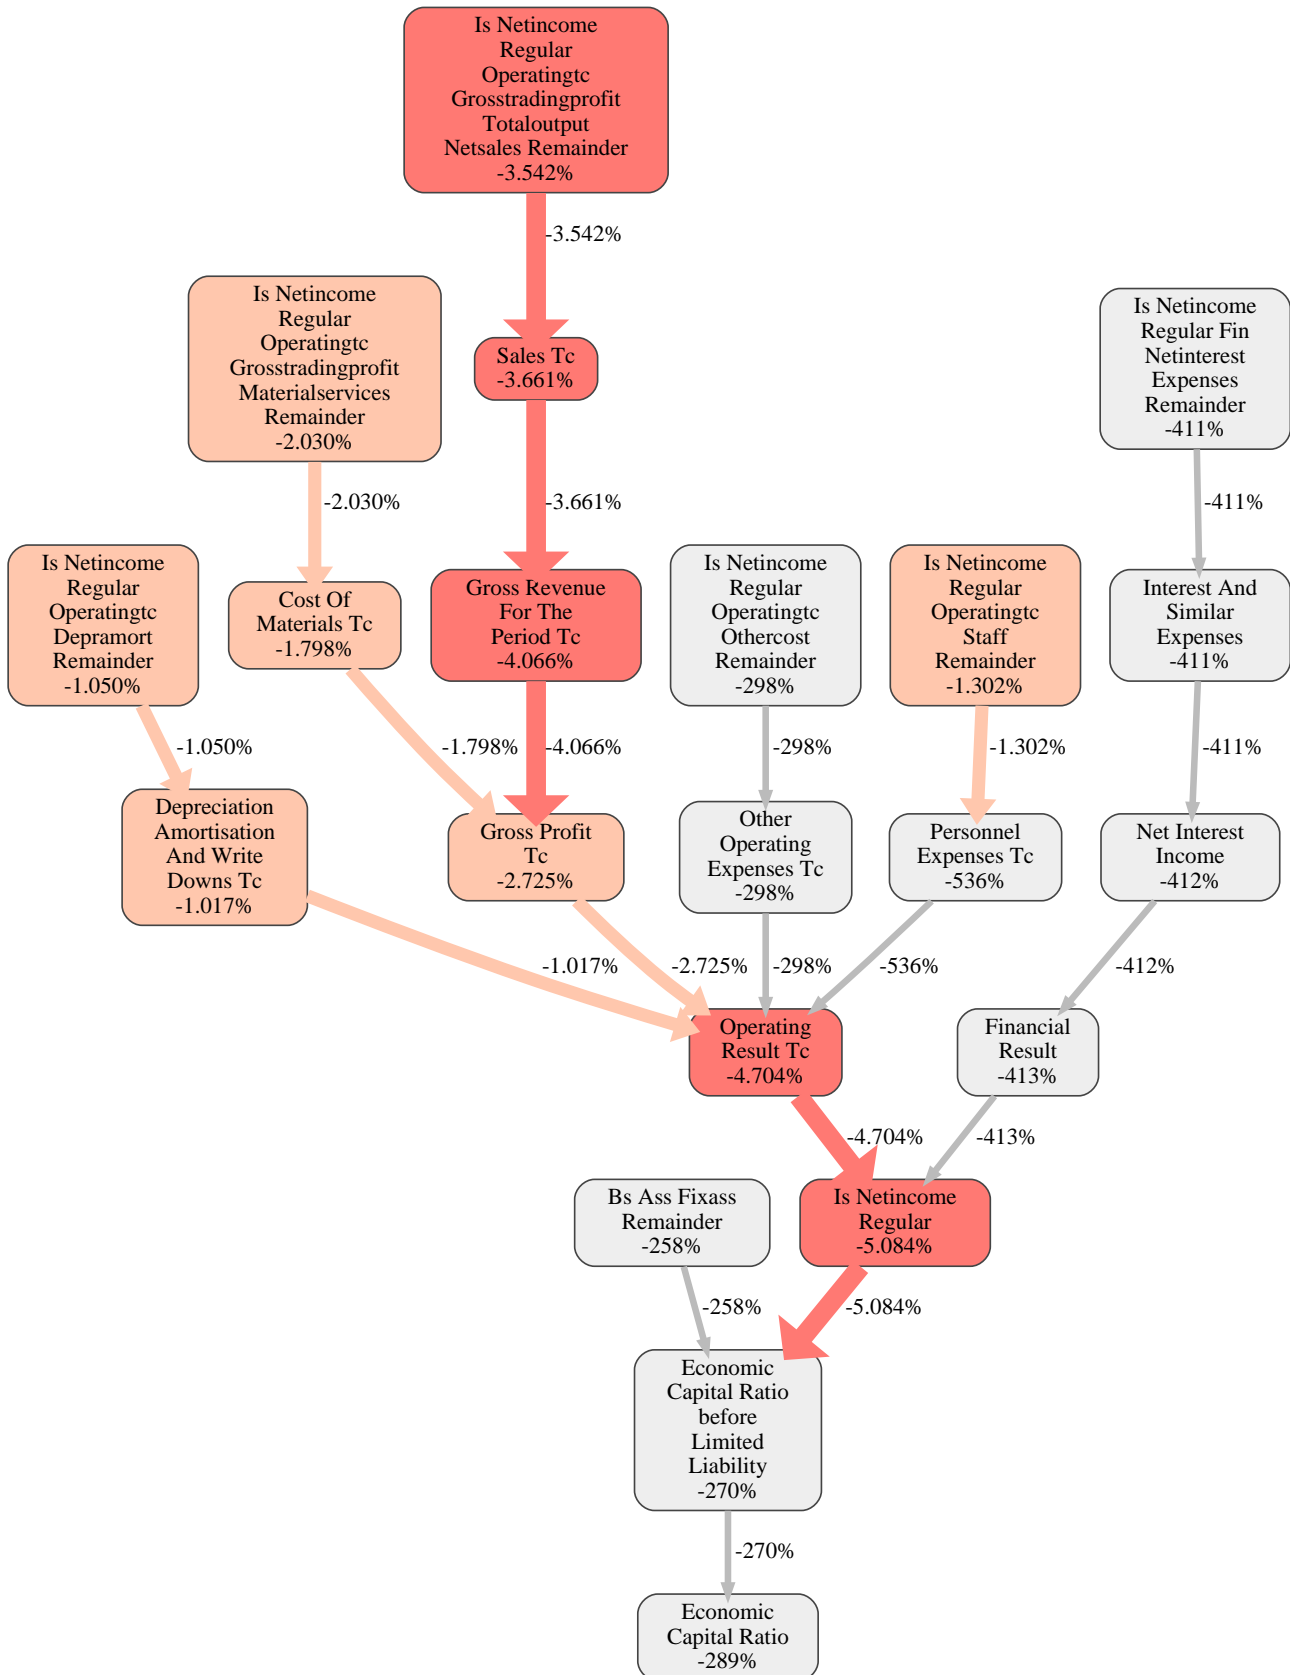 Is Netincome
Regular
Operatingtc
Grosstradingprofit
Totaloutput
Netsales Remainder
-3.542%
-3.542%
Is Netincome
Regular
Operatingtc
Grosstradingprofit
Materialservices
Remainder
-2.030%
Is Netincome
Regular Fin
Netinterest
Expenses
Remainder
-411%
Sales Tc
-3.661%
-2.030%
-3.661%
-411%
Is Netincome
Regular
Operatingtc
Depramort
Remainder
-1.050%
Cost Of
Materials Tc
-1.798%
Gross Revenue
For The
Period Tc
-4.066%
Is Netincome
Regular
Operatingtc
Othercost
Remainder
-298%
Is Netincome
Regular
Operatingtc
Staff
Remainder
-1.302%
Interest And
Similar
Expenses
-411%
-1.050%
-1.798%
-4.066%
-298%
-1.302%
-411%
Depreciation
Amortisation
And Write
Downs Tc
-1.017%
Gross Profit
Tc
-2.725%
Other
Operating
Expenses Tc
-298%
Personnel
Expenses Tc
-536%
Net Interest
Income
-412%
-1.017%
-2.725%
-298%
-536%
-412%
Operating
Result Tc
-4.704%
Financial
Result
-413%
-4.704%
-413%
Bs Ass Fixass
Remainder
-258%
Is Netincome
Regular
-5.084%
-258%
-5.084%
Economic
Capital Ratio
before
Limited
Liability
-270%
-270%
Economic
Capital Ratio
-289%